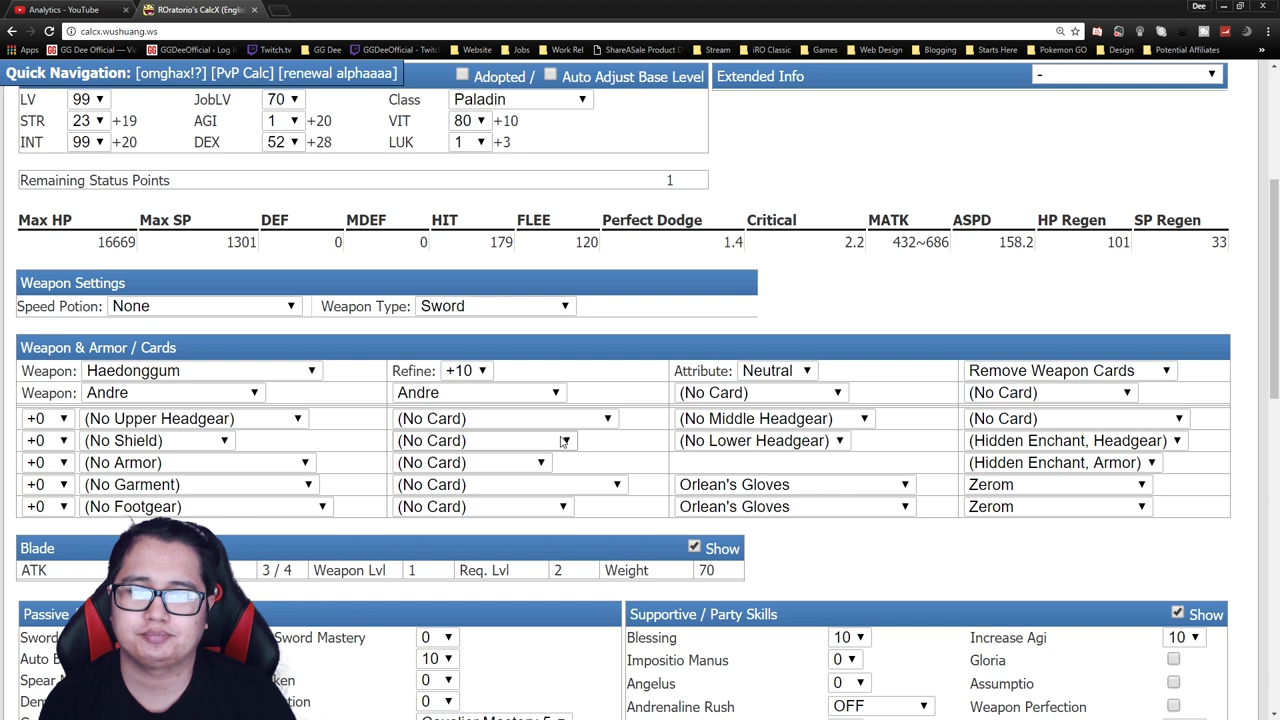 Analytics - YouTube
ROratorio's CalcX (Englis
Dee
calcx.wushuang.ws
Apps
GG Dee Official — Vi
GGDeeOfficial ‹ Log I
Twitch.tv
GG Dee
GGDeeOfficial - Twit
Website
Jobs
Work Rel
ShareASale Product D
Stream
iRO Classic
Games
Web Design
Blogging
Starts Here
Pokemon GO
Design
Potential Affiliates
Quick Navigation: [omghax!?] [PvP Calc] [renewal alphaaaa]
Adopted / Auto Adjust Base Level
Extended Info
-
LV 99 JobLV 70 Class Paladin
STR 23 +19 AGI 1 +20 VIT 80 +10
INT 99 +20 DEX 52 +28 LUK 1 +3
Remaining Status Points 1
Max HP Max SP DEF MDEF HIT FLEE Perfect Dodge Critical MATK ASPD HP Regen SP Regen
16669 1301 0 0 179 120 1.4 2.2 432~686 158.2 101 33
Weapon Settings
Speed Potion: None Weapon Type: Sword
Weapon & Armor / Cards
Weapon: Haedonggum Refine: +10 Attribute: Neutral Remove Weapon Cards
Weapon: Andre Andre (No Card) (No Card)
+0 (No Upper Headgear) (No Card) (No Middle Headgear) (No Card)
+0 (No Shield) (No Card) (No Lower Headgear) (Hidden Enchant, Headgear)
+0 (No Armor) (No Card) (Hidden Enchant, Armor)
+0 (No Garment) (No Card) Orlean's Gloves Zerom
+0 (No Footgear) (No Card) Orlean's Gloves Zerom
Blade Show
ATK 3 / 4 Weapon Lvl 1 Req. Lvl 2 Weight 70
Passive /
Supportive / Party Skills Show
Sword Mastery 0
Blessing 10 Increase Agi 10
Auto 10
Impositio Manus 0 Gloria
Spear 0
Angelus 0 Assumptio
0
Adrenaline Rush OFF Weapon Perfection
Cavalier Mastery 5